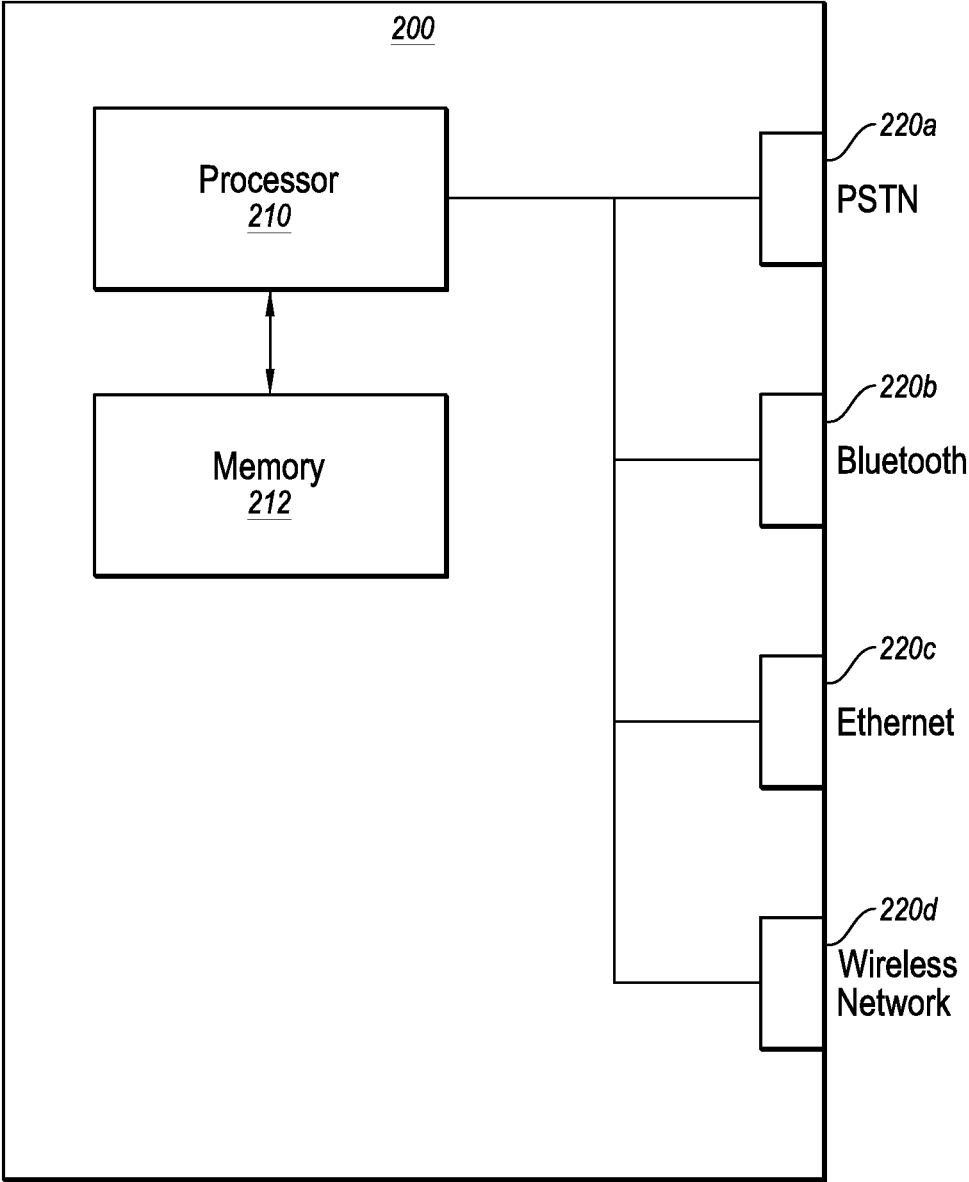 200
Processor
210
Memory
212
220a
PSTN
220b
Bluetooth
220c
Ethernet
220d
Wireless
Network